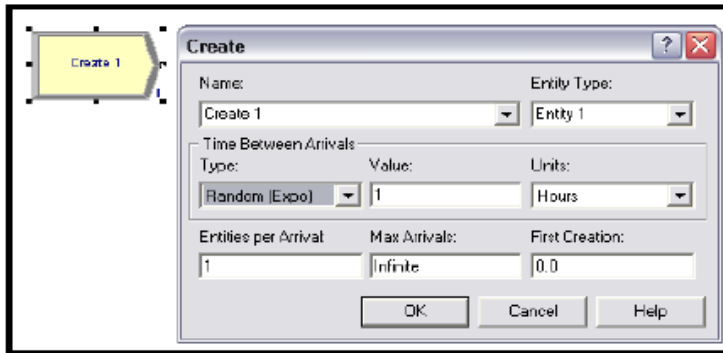 Create 1
Create
Name:
Entity Type:
Create 1
Entity 1
Time Between Arrivals
Type:
Value:
Units:
Random (Expo)
1
Hours
Entities per Arrival:
Max Arrivals:
First Creation:
1
Infinite
0.0
OK
Cancel
Help